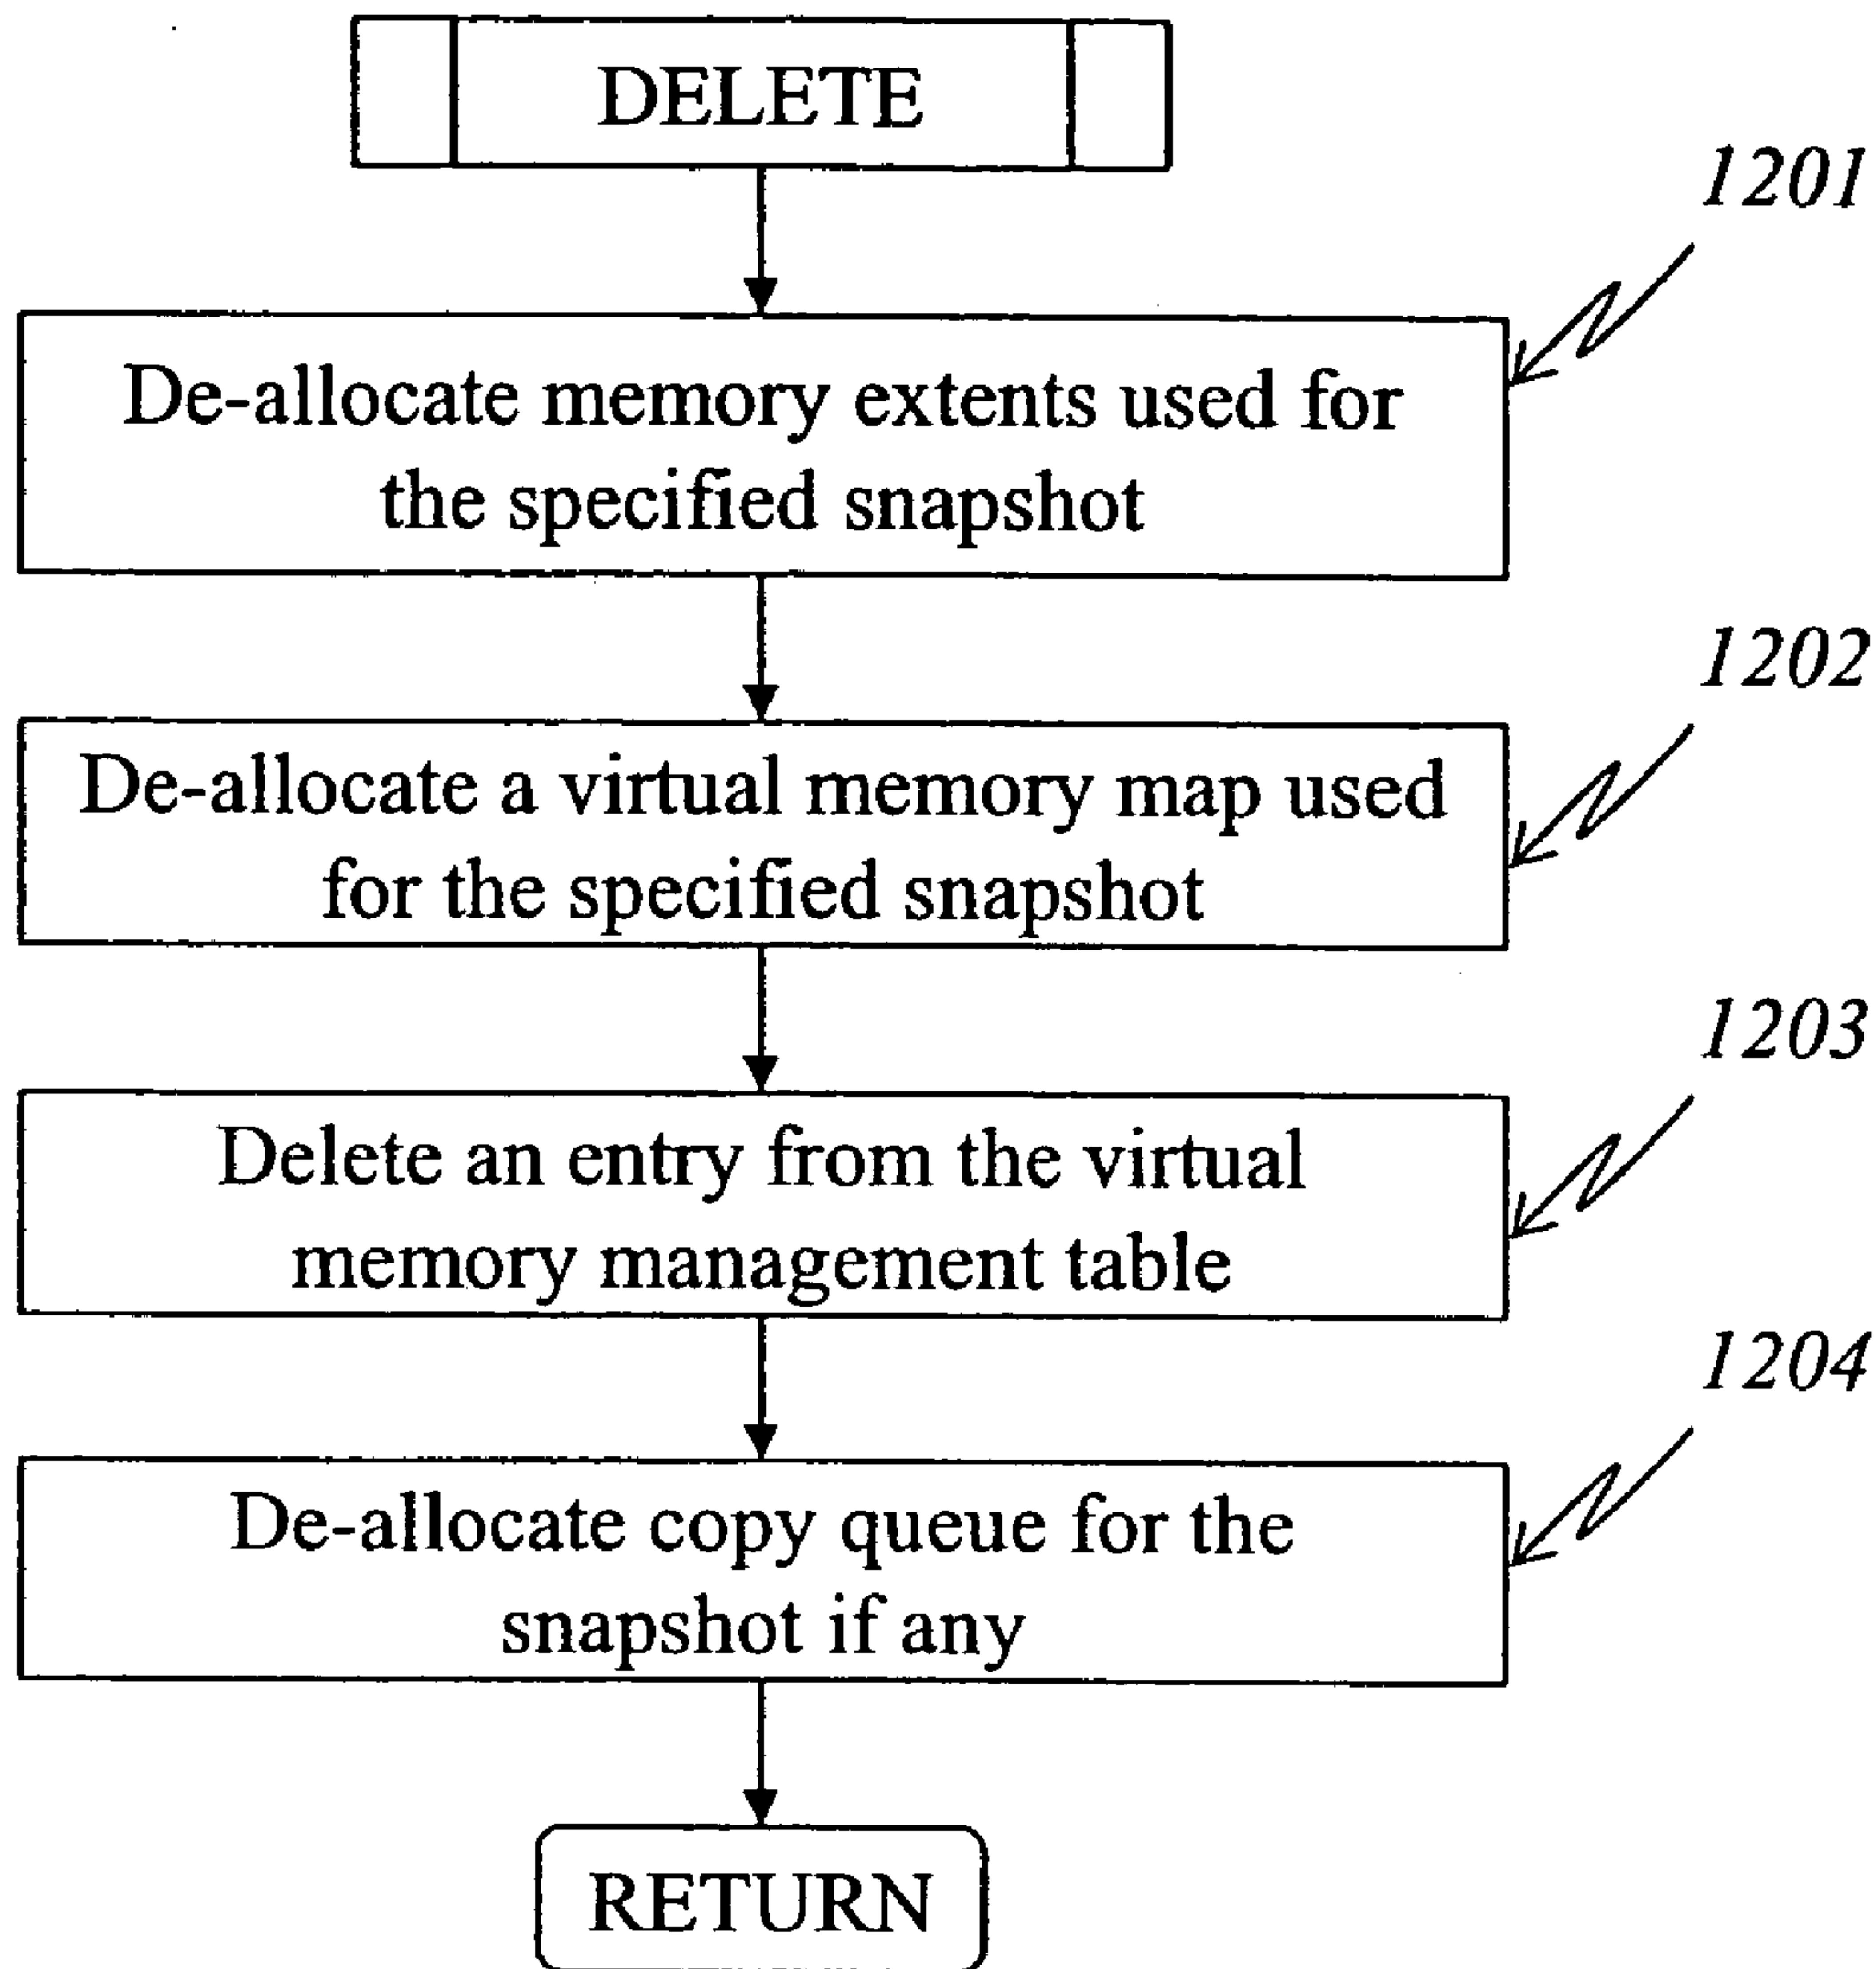 DELETE
1201
De-allocate memory extents used for
the specified snapshot
1202
De-allocate a virtual memory map used
for the specified snapshot
1203
Delete an entry from the virtual
memory management table
1204
De-allocate copy queue for the
snapshot if any
RETURN